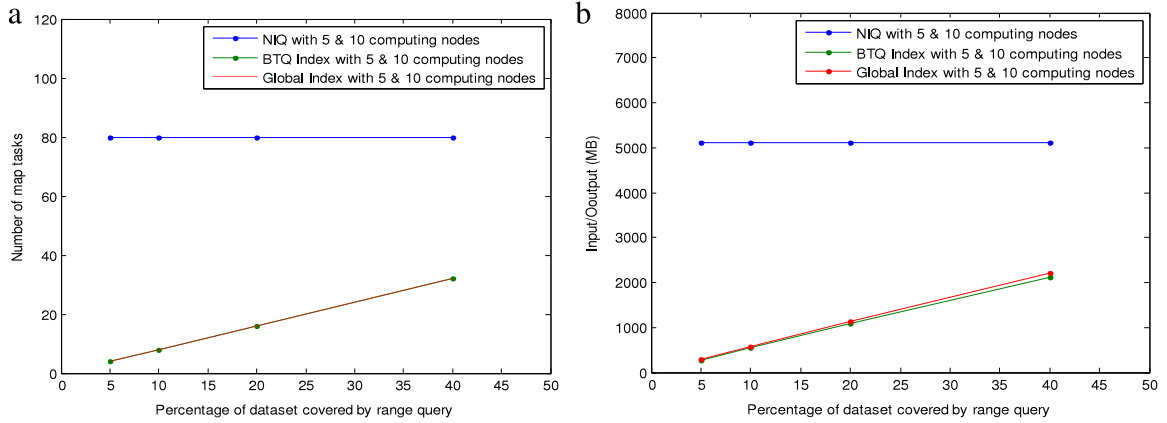 a
120
100
80
60
40
20
0
0 5 10 15 20 25 30 35 40 45 50
Number of map tasks
Percentage of dataset covered by range query
NIQ with 5 & 10 computing nodes
BTQ Index with 5 & 10 computing nodes
Global Index with 5 & 10 computing nodes
b
8000
7000
6000
5000
4000
3000
2000
1000
0
0 5 10 15 20 25 30 35 40 45 50
Input/Ooutput (MB)
Percentage of dataset covered by range query
NIQ with 5 & 10 computing nodes
BTQ Index with 5 & 10 computing nodes
Global Index with 5 & 10 computing nodes